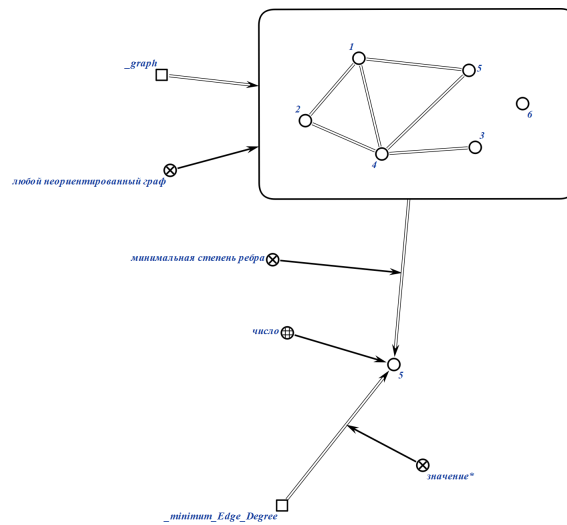 1
_graph
5
2
6
3
4
любой неориентированный граф
минимальная степень ребра
число
5
значение*
_minimum_Edge_Degree